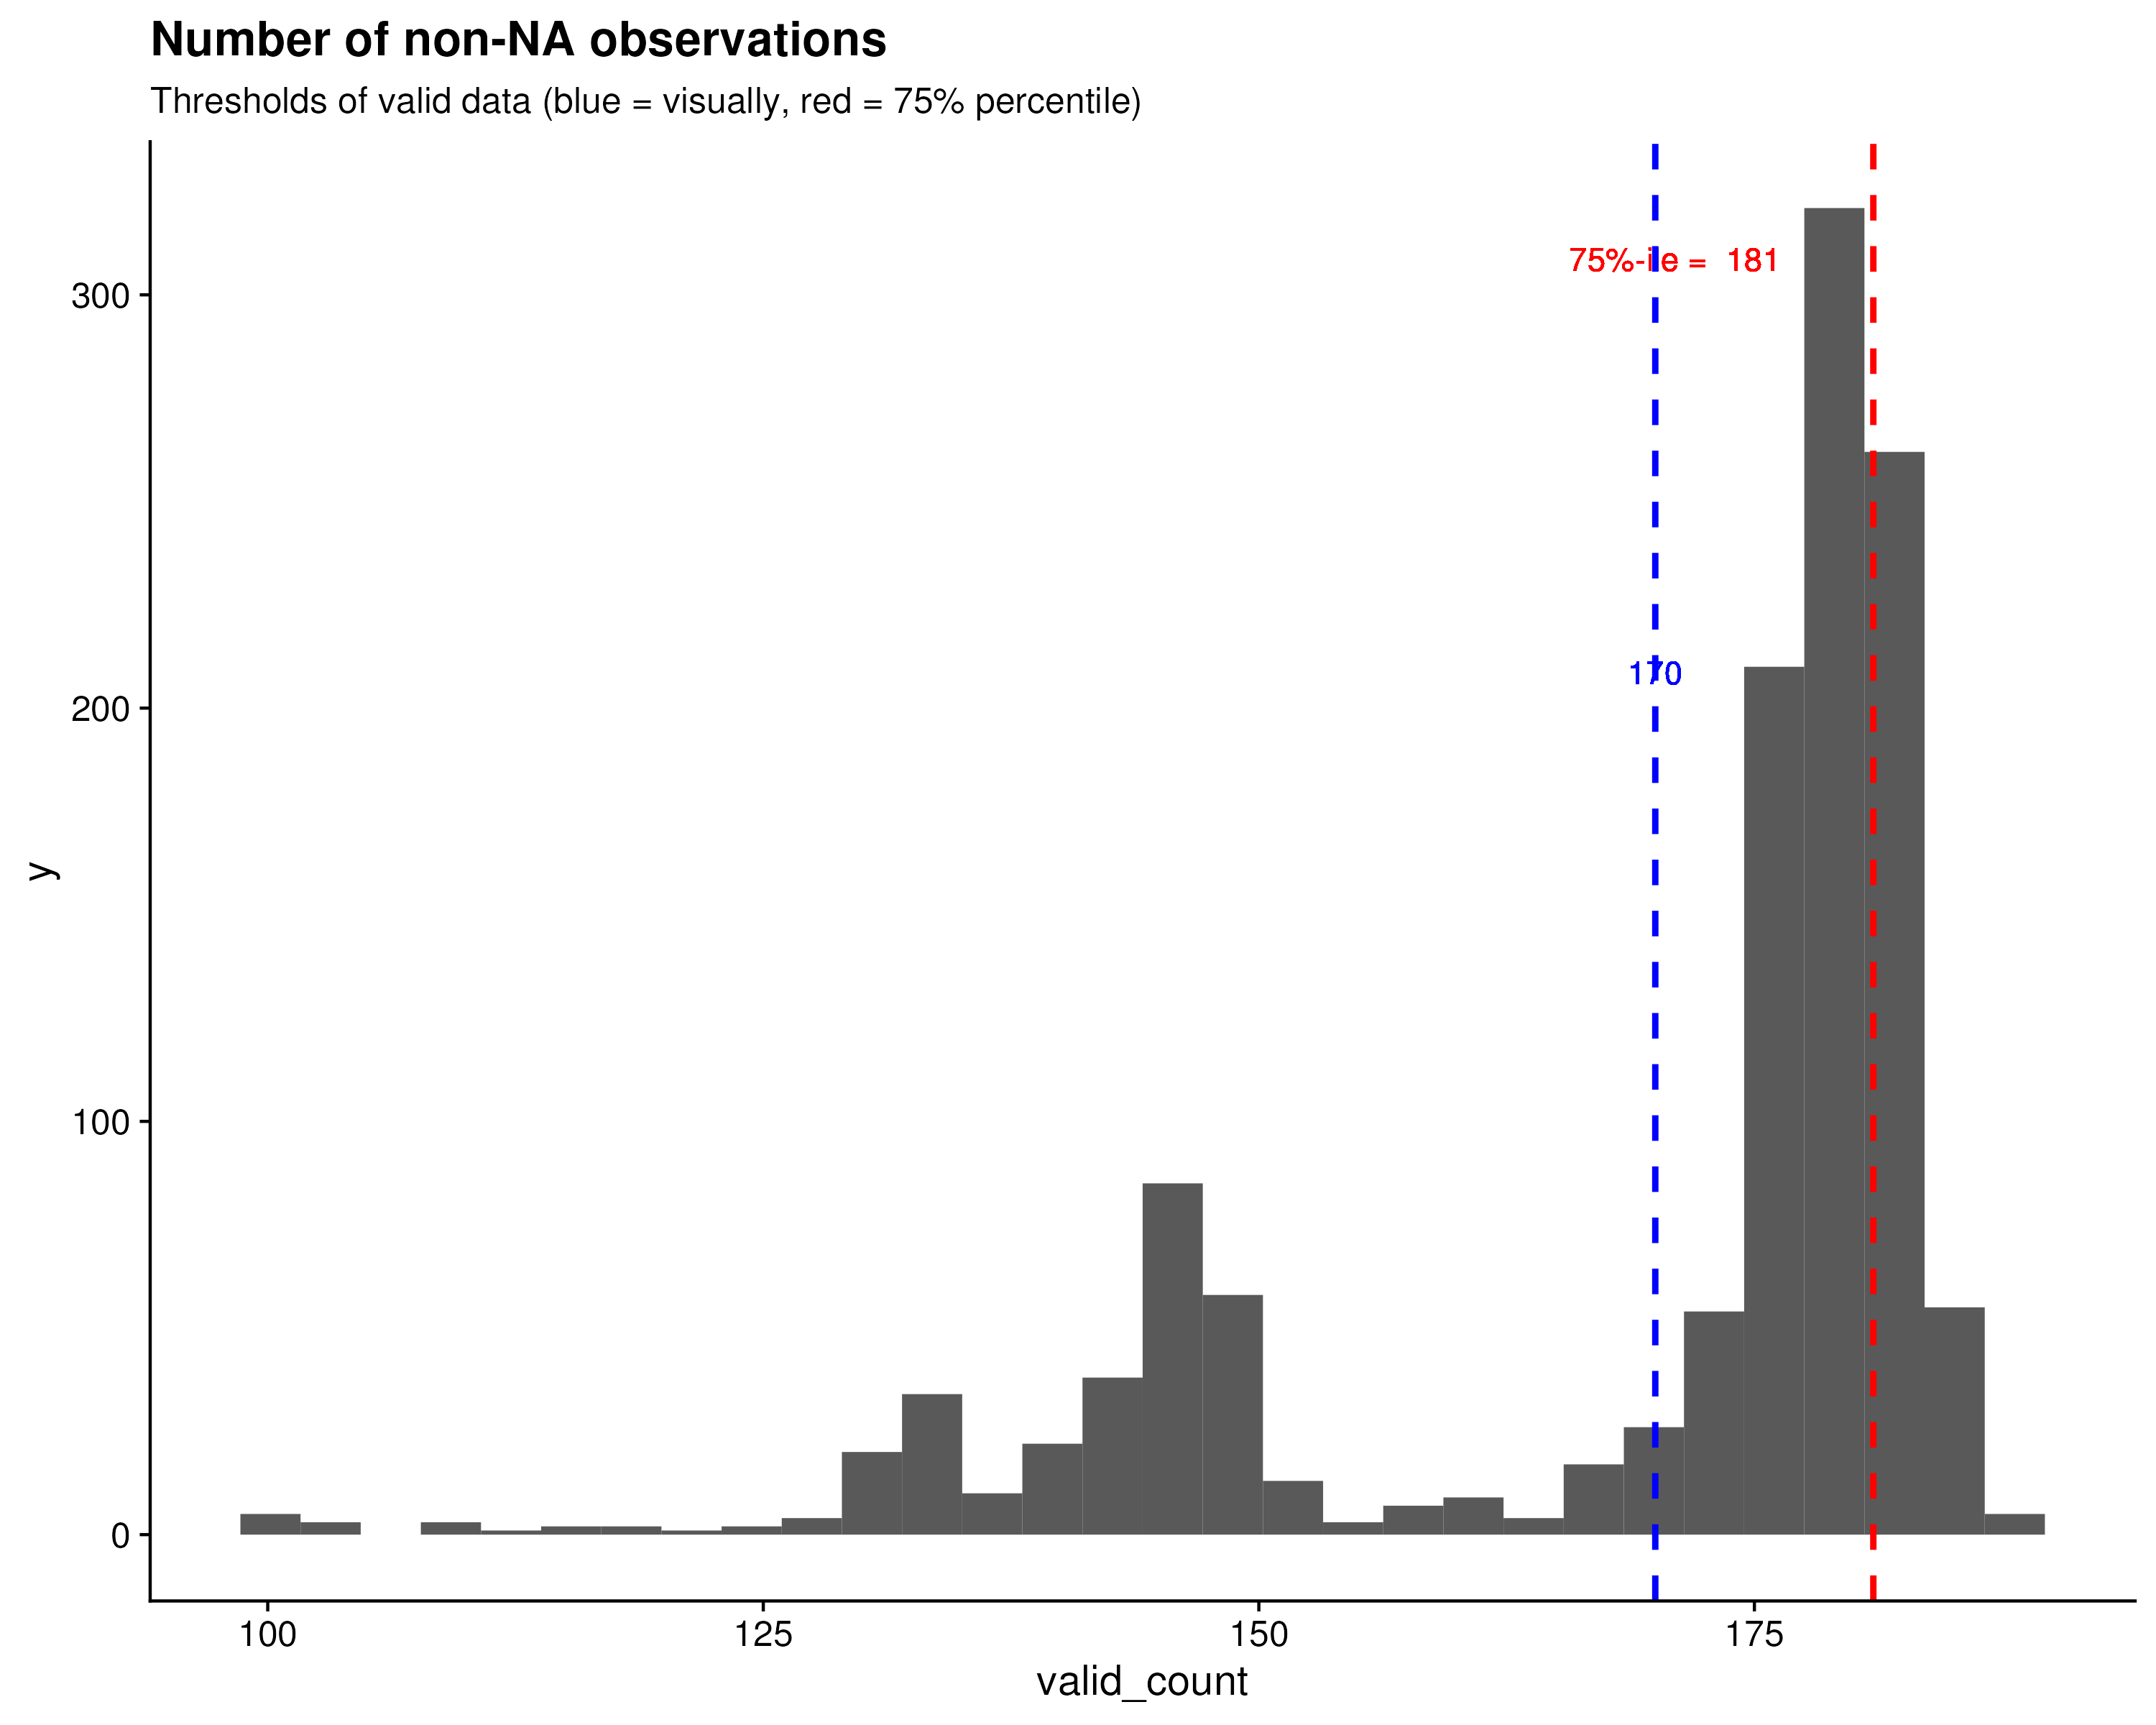 Number of non-NA observations
Thresholds of valid data (blue = visually, red = 75% percentile)
75%-ile = 181
300
170
200
y
100
0
100 125 150 175
valid_count